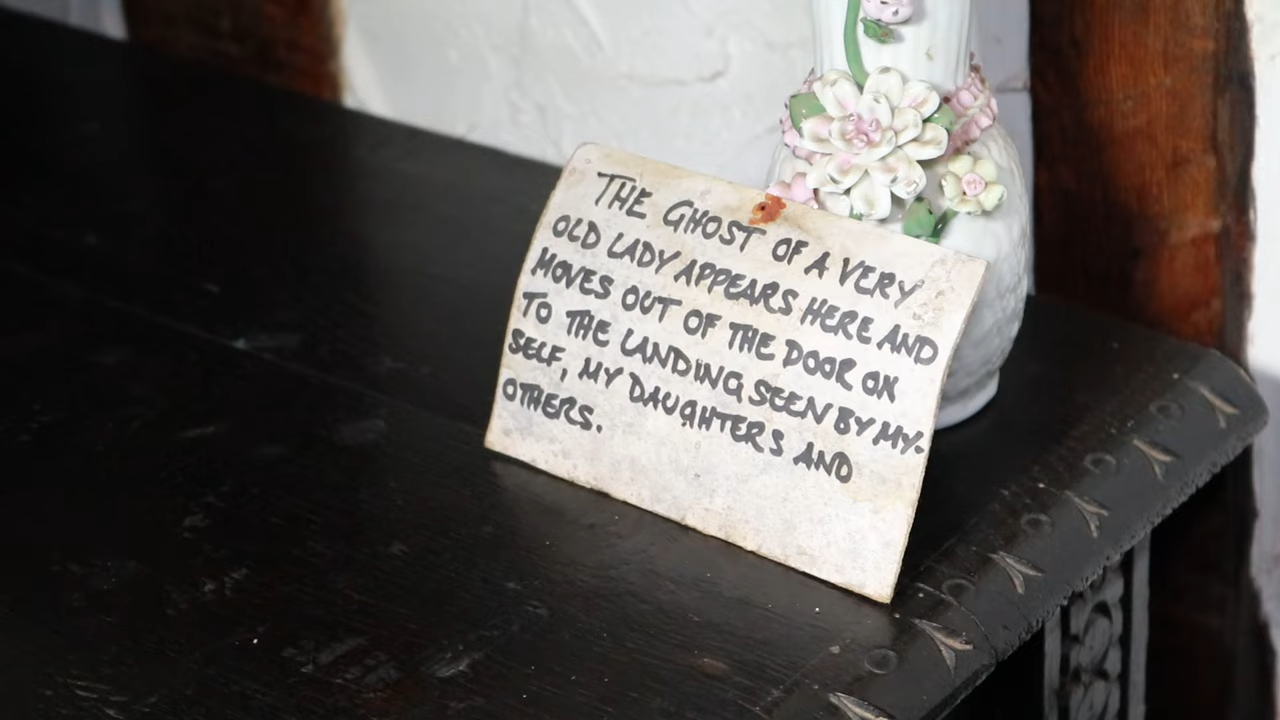 THE GHOST OF A VERY
OLD LADY APPEARS HERE AND
MOVES OUT OF THE DOOR ON
TO THE LANDING SEEN BY MY-
SELF, MY DAUGHTERS AND
OTHERS.